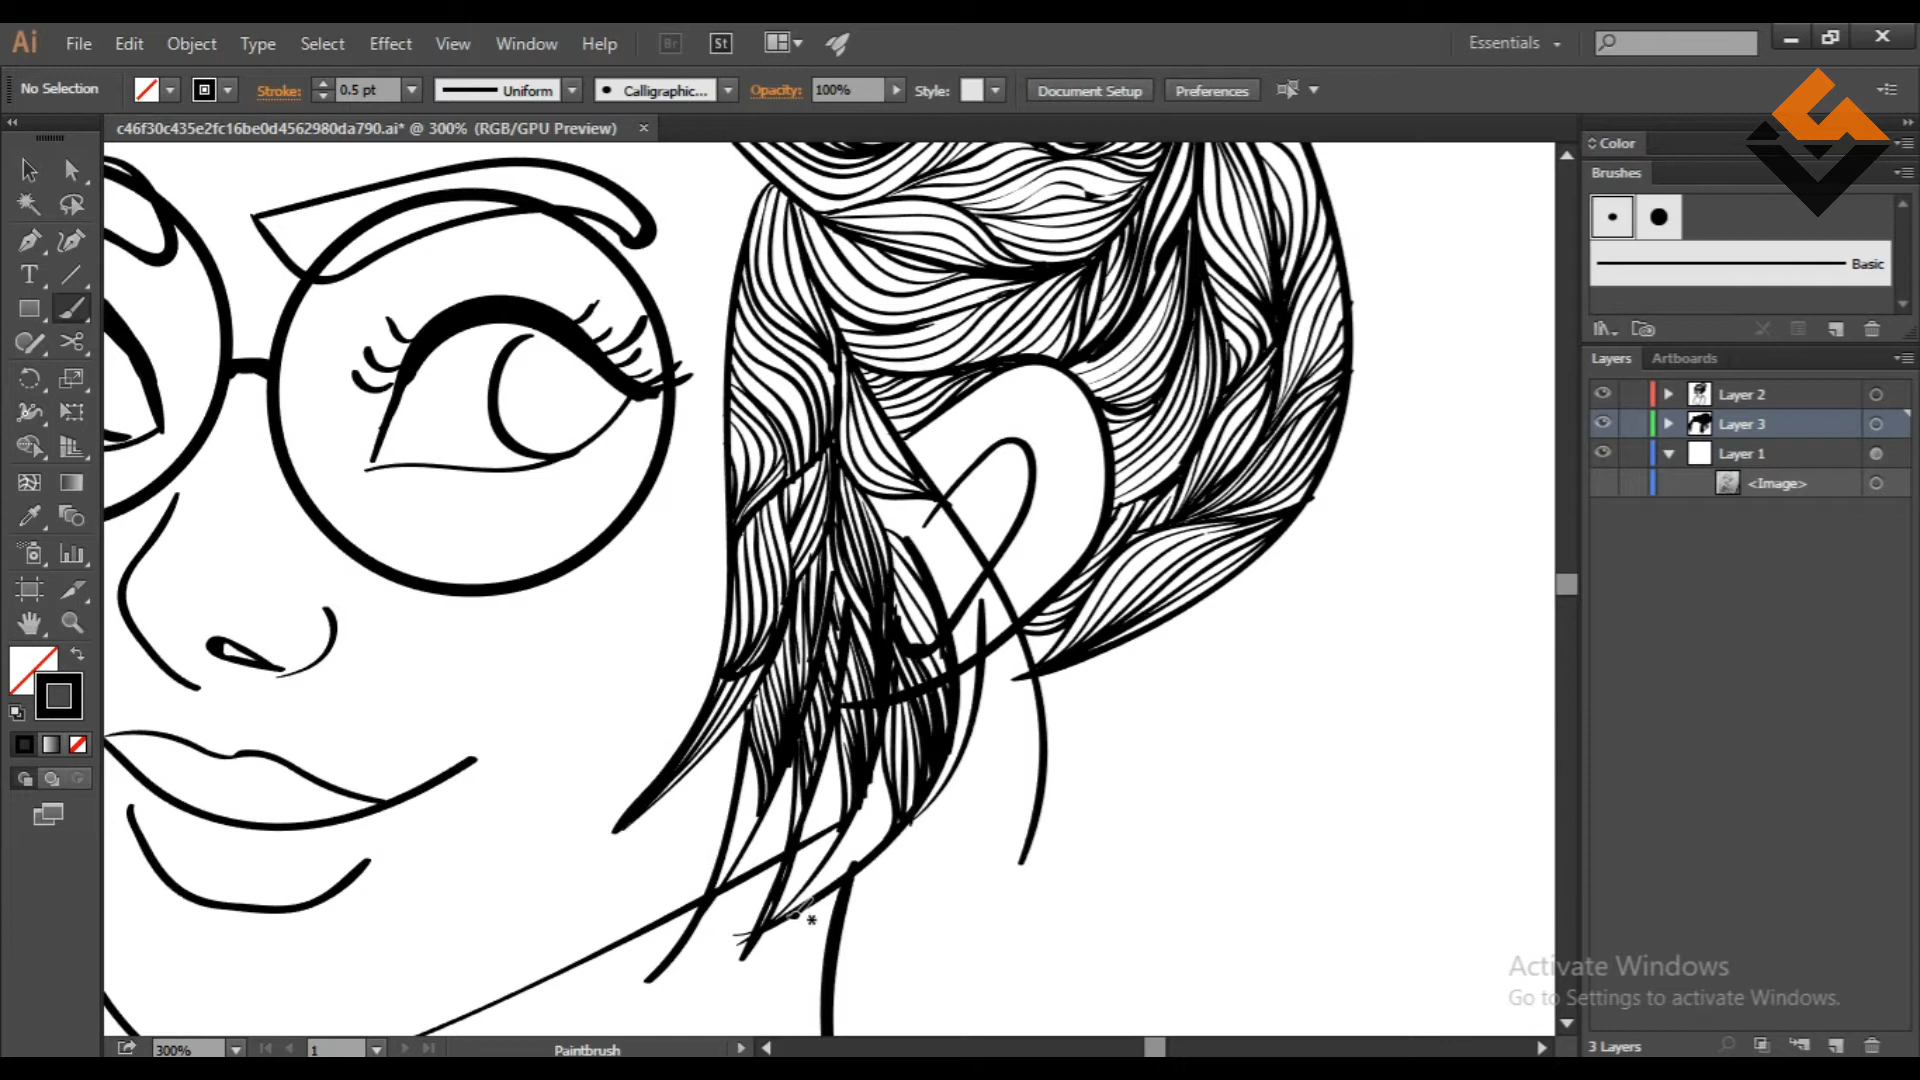 Ai File Edit Object Type Select Effect View Window Help Br St Essentials
No Selection Stroke: 0.5 pt Uniform Calligraphic... Opacity: 100% Style: Document Setup Preferences
c46f30c435e2fc16be0d4562980da790.ai* @ 300% (RGB/GPU Preview)
Color
Brushes
Basic
Layers Artboards
Layer 2
Layer 3
Layer 1
<Image>
T
Activate Windows
Go to Settings to activate Windows.
300% 1 Paintbrush 3 Layers